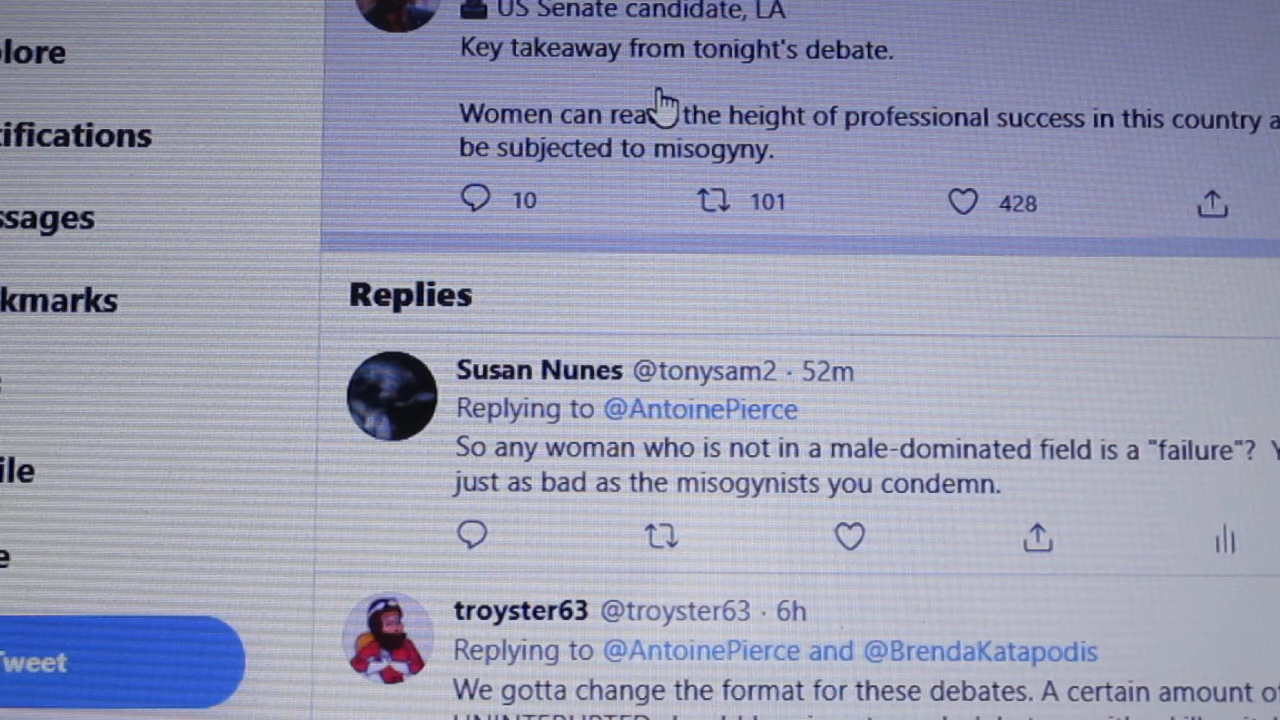 US Senate candidate, LA
Key takeaway from tonight's debate.
Women can the height of professional success in this country
be subjected to misogyny.
10 101 428
lore
ifications
ssages
kmarks
ile
e
Tweet
Replies
Susan Nunes @tonysam2 · 52m
Replying to @AntoinePierce
So any woman who is not in a male-dominated field is a "failure"?
just as bad as the misogynists you condemn.
troyster63 @troyster63 · 6h
Replying to @AntoinePierce and @BrendaKatapodis
We gotta change the format for these debates. A certain amount of